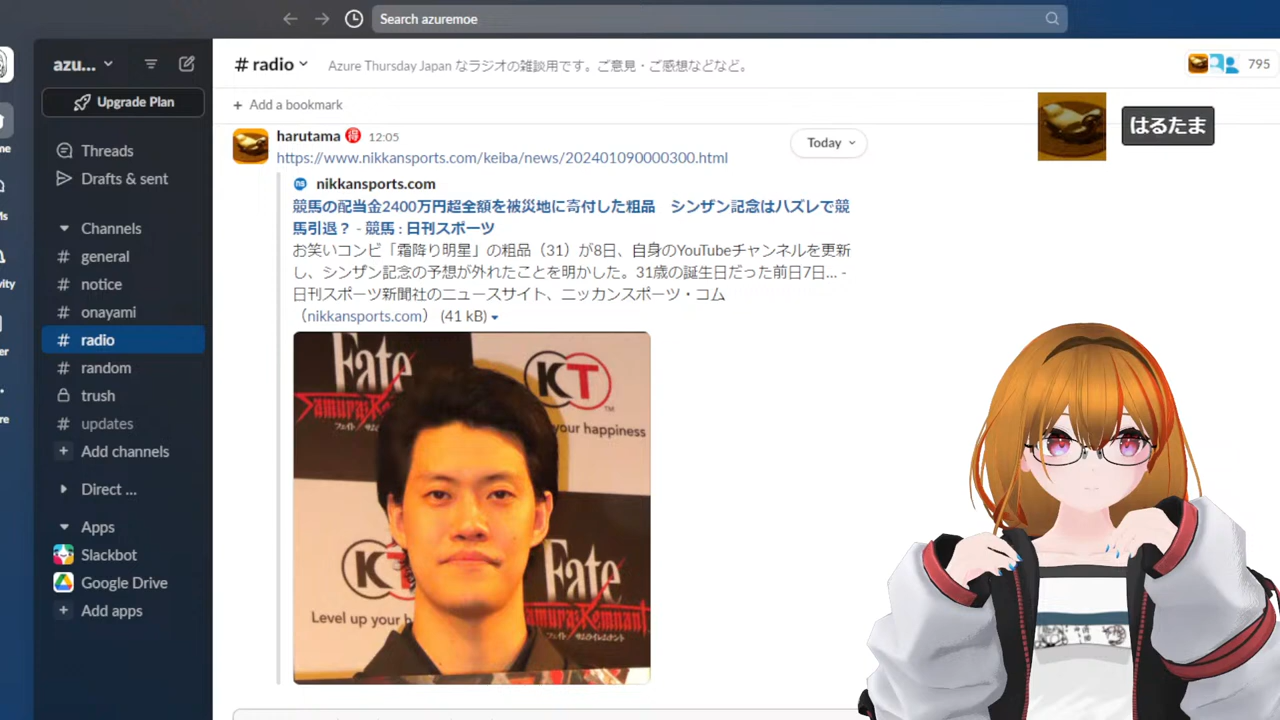 Search azuremoe
azu...
Upgrade Plan
Threads
Drafts & sent
Channels
# general
# notice
# onayami
# radio
# random
trush
# updates
+ Add channels
Direct ...
Apps
Slackbot
Google Drive
+ Add apps
# radio
Azure Thursday Japan なラジオの雑談用です。ご意見・ご感想などなど。
795
+ Add a bookmark
harutama 得 12:05
Today
https://www.nikkansports.com/keiba/news/202401090000300.html
ns nikkansports.com
競馬の配当金2400万円超全額を被災地に寄付した粗品　シンザン記念はハズレで競
馬引退？ - 競馬 : 日刊スポーツ
お笑いコンビ「霜降り明星」の粗品（31）が8日、自身のYouTubeチャンネルを更新
し、シンザン記念の予想が外れたことを明かした。31歳の誕生日だった前日7日... -
日刊スポーツ新聞社のニュースサイト、ニッカンスポーツ・コム
（nikkansports.com） (41 kB)
Fate
KT
TM
your happiness
KT
Level up your h
Fate
はるたま